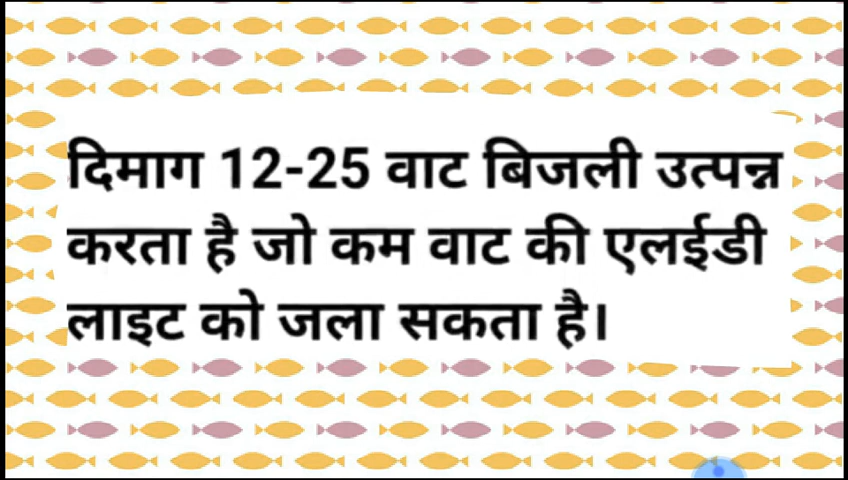 दिमाग 12-25 वाट बिजली उत्पन्न
करता है जो कम वाट की एलईडी
लाइट को जला सकता है।